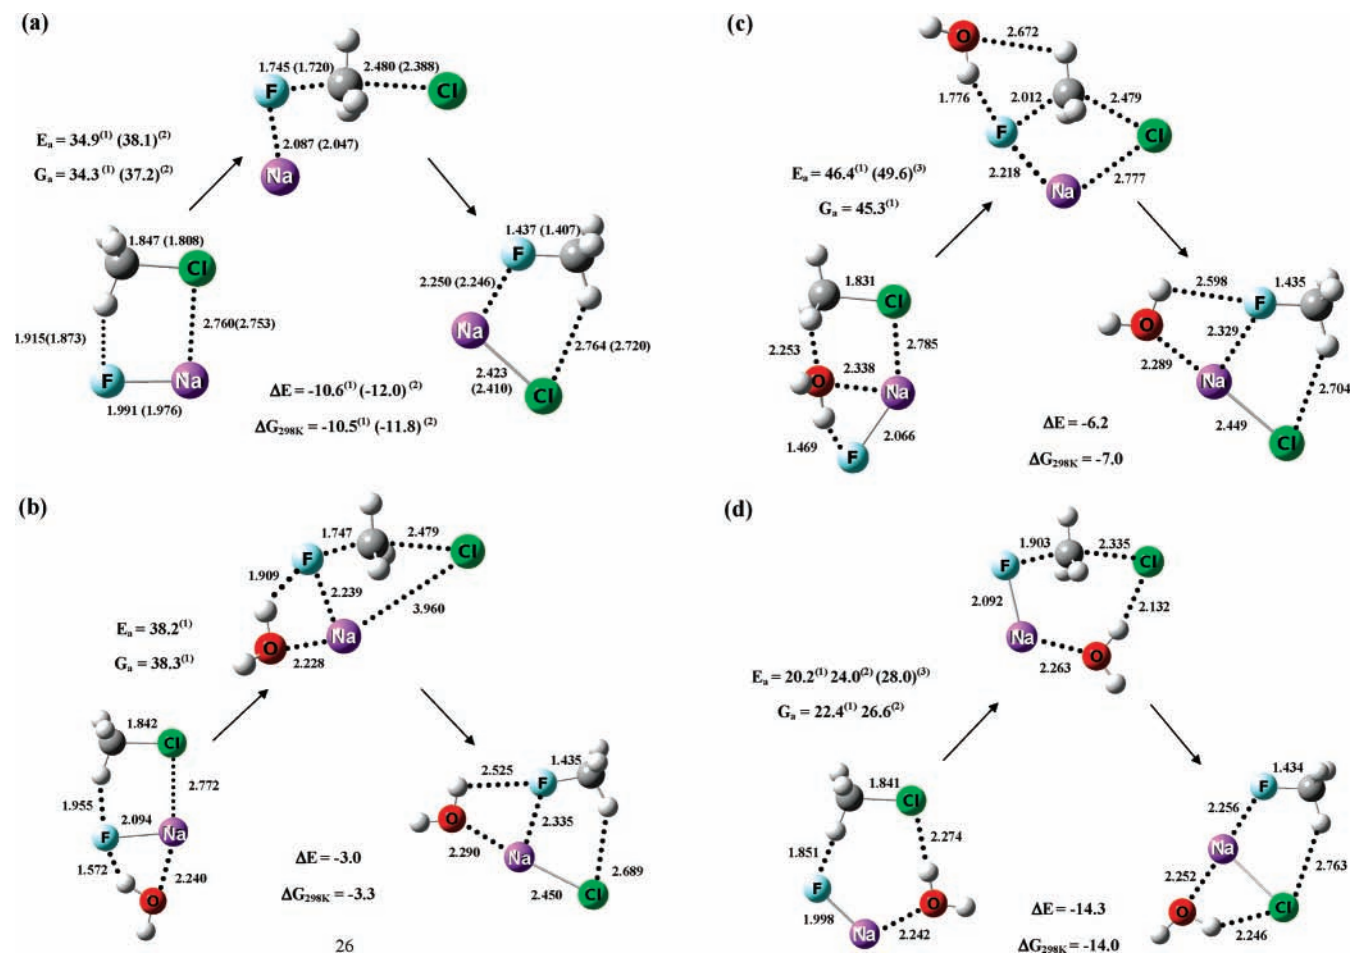 (a)
1.745 (1.720)
2.480 (2.388)
F
Cl
2.087 (2.047)
Na
Eₐ = 34.9⁽¹⁾ (38.1)⁽²⁾
Gₐ = 34.3⁽¹⁾ (37.2)⁽²⁾
1.847 (1.808)
Cl
2.760(2.753)
1.915(1.873)
F
Na
1.991 (1.976)
1.437 (1.407)
F
2.250 (2.246)
Na
2.764 (2.720)
2.423
(2.410)
Cl
ΔE = -10.6⁽¹⁾ (-12.0)⁽²⁾
ΔG₂₉₈K = -10.5⁽¹⁾ (-11.8)⁽²⁾
(b)
1.747
2.479
F
Cl
1.909
2.239
3.960
Na
O
2.228
Eₐ = 38.2⁽¹⁾
Gₐ = 38.3⁽¹⁾
1.842
Cl
2.772
1.955
2.094
F
Na
1.572
2.240
O
2.525
1.435
F
O
2.335
2.290
Na
2.689
2.450
Cl
ΔE = -3.0
ΔG₂₉₈K = -3.3
26
(c)
O
2.672
1.776
2.012
2.479
F
Cl
2.218
2.777
Na
Eₐ = 46.4⁽¹⁾ (49.6)⁽³⁾
Gₐ = 45.3⁽¹⁾
1.831
Cl
2.253
2.785
2.338
O
Na
1.469
2.066
F
2.598
1.435
F
O
2.329
2.289
Na
2.704
2.449
Cl
ΔE = -6.2
ΔG₂₉₈K = -7.0
(d)
1.903
2.335
F
Cl
2.092
2.132
Na
O
2.263
Eₐ = 20.2⁽¹⁾ 24.0⁽²⁾ (28.0)⁽³⁾
Gₐ = 22.4⁽¹⁾ 26.6⁽²⁾
1.841
Cl
1.851
2.274
F
O
1.998
Na
2.242
1.434
F
2.256
Na
2.252
2.763
O
Cl
2.246
ΔE = -14.3
ΔG₂₉₈K = -14.0